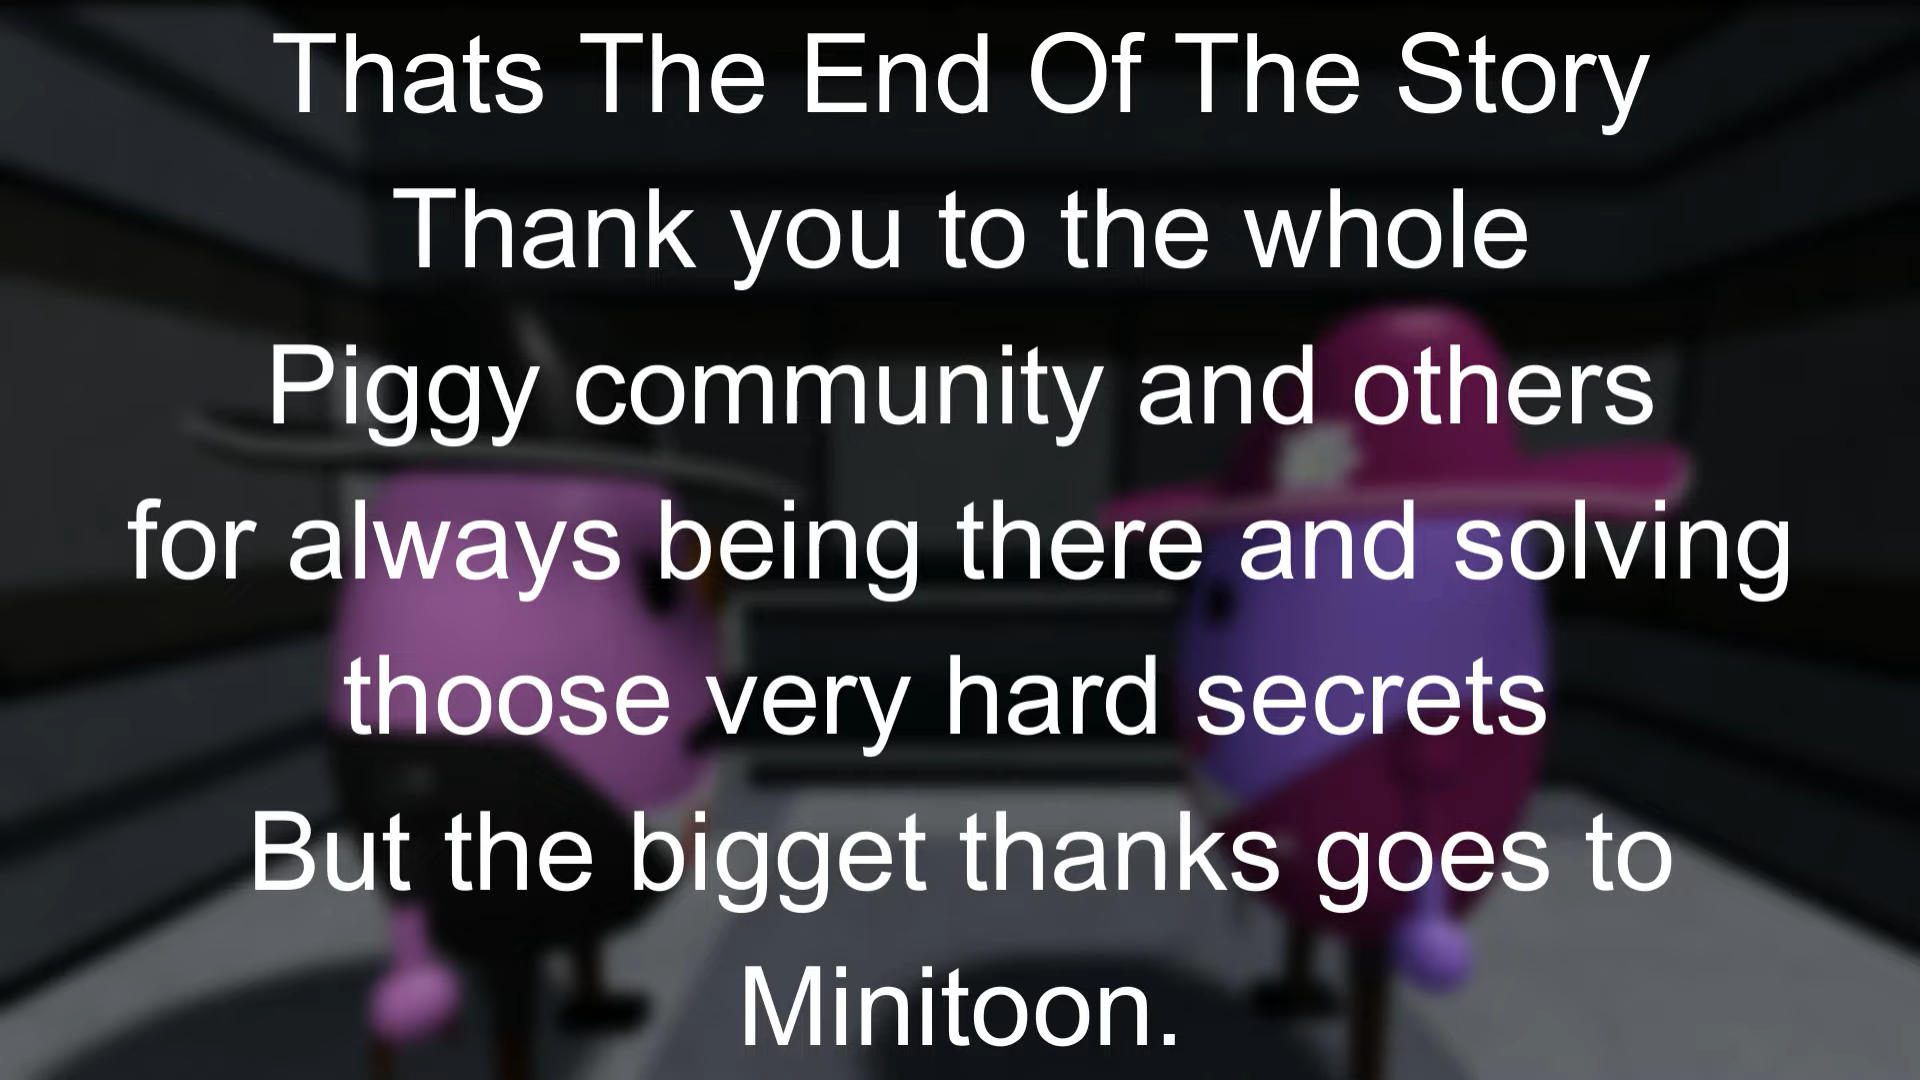 Thats The End Of The Story
Thank you to the whole
Piggy community and others
for always being there and solving
thoose very hard secrets
But the bigget thanks goes to
Minitoon.